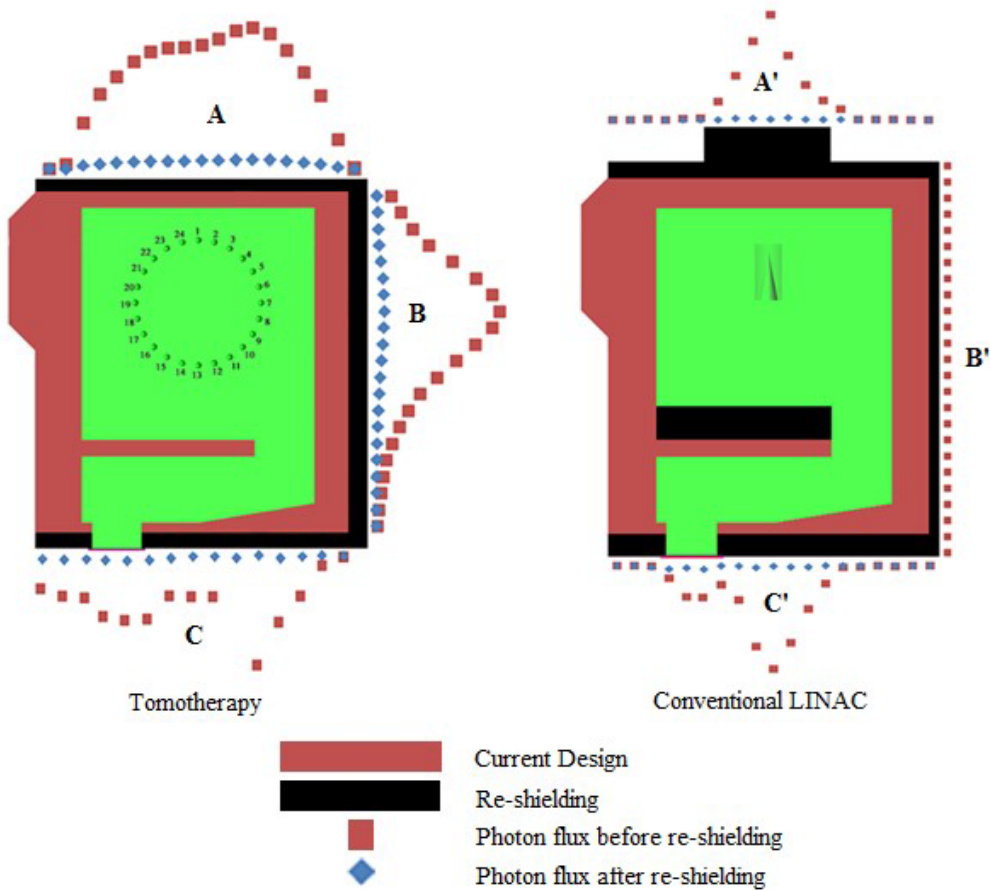 A
A'
1
2
3
4
5
6
7
8
9
10
11
12
13
14
15
16
17
18
19
20
21
22
23
24
B
B'
C
C'
Tomotherapy
Conventional LINAC
Current Design
Re-shielding
Photon flux before re-shielding
Photon flux after re-shielding